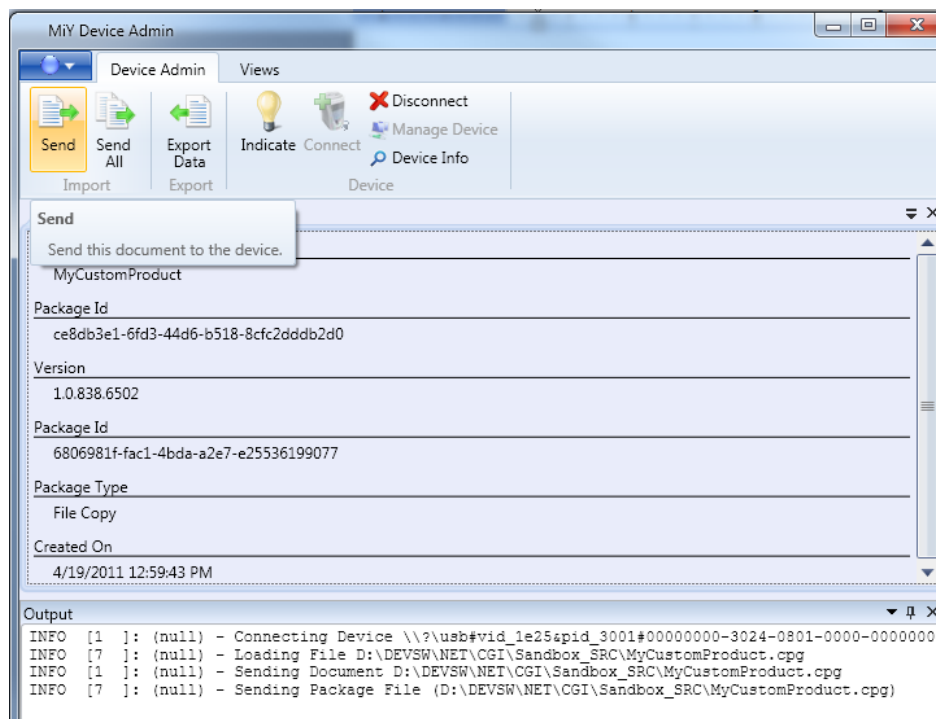 MiY Device Admin
Device Admin Views
Send
Send All
Export Data
Indicate
Connect
Disconnect
Manage Device
Device Info
Import
Export
Device
Send
Send this document to the device.
MyCustomProduct
Package Id
ce8db3e1-6fd3-44d6-b518-8cfc2dddb2d0
Version
1.0.838.6502
Package Id
6806981f-fac1-4bda-a2e7-e25536199077
Package Type
File Copy
Created On
4/19/2011 12:59:43 PM
Output
INFO [1 ]: (null) - Connecting Device \\?\usb#vid_1e25&pid_3001#00000000-3024-0801-0000-0000000
INFO [7 ]: (null) - Loading File D:\DEVSW\NET\CGI\Sandbox_SRC\MyCustomProduct.cpg
INFO [1 ]: (null) - Sending Document D:\DEVSW\NET\CGI\Sandbox_SRC\MyCustomProduct.cpg
INFO [7 ]: (null) - Sending Package File (D:\DEVSW\NET\CGI\Sandbox_SRC\MyCustomProduct.cpg)